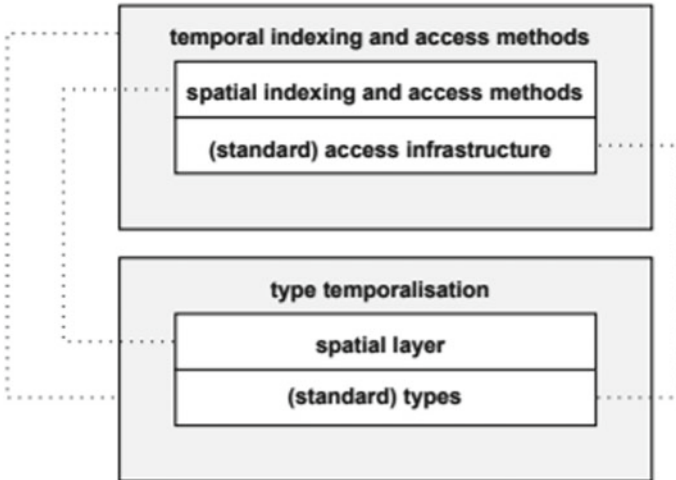 temporal indexing and access methods
spatial indexing and access methods
(standard) access infrastructure
type temporalisation
spatial layer
(standard) types